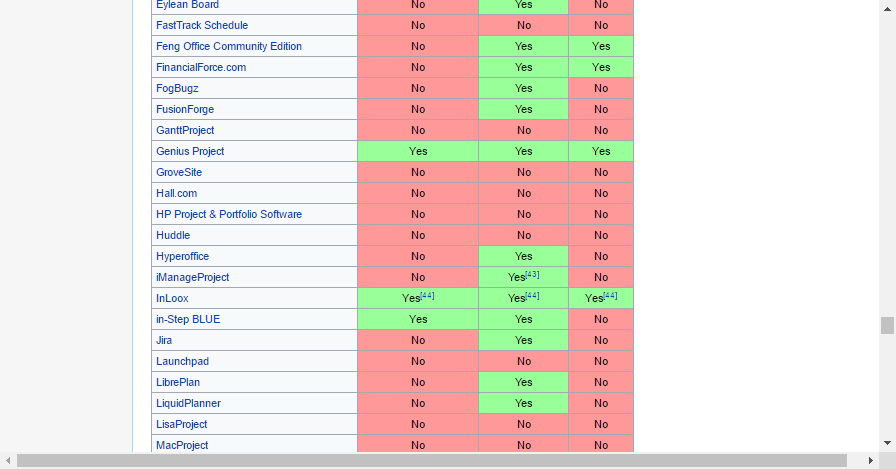 Eylean Board No Yes No
FastTrack Schedule No No No
Feng Office Community Edition No Yes Yes
FinancialForce.com No Yes Yes
FogBugz No Yes No
FusionForge No Yes No
GanttProject No No No
Genius Project Yes Yes Yes
GroveSite No No No
Hall.com No No No
HP Project & Portfolio Software No No No
Huddle No No No
Hyperoffice No Yes No
iManageProject No Yes[43] No
InLoox Yes[44] Yes[44] Yes[44]
in-Step BLUE Yes Yes No
Jira No Yes No
Launchpad No No No
LibrePlan No Yes No
LiquidPlanner No Yes No
LisaProject No No No
MacProject No No No